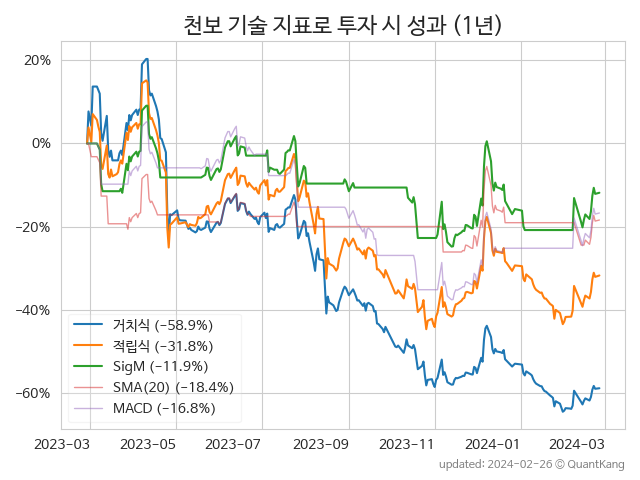 천보 기술 지표로 투자 시 성과 (1년)
20%
0%
−20%
−40%
−60%
거치식 (−58.9%)
적립식 (−31.8%)
SigM (−11.9%)
SMA(20) (−18.4%)
MACD (−16.8%)
2023−03 2023−05 2023−07 2023−09 2023−11 2024−01 2024−03
updated: 2024−02−26 ⓒ QuantKang